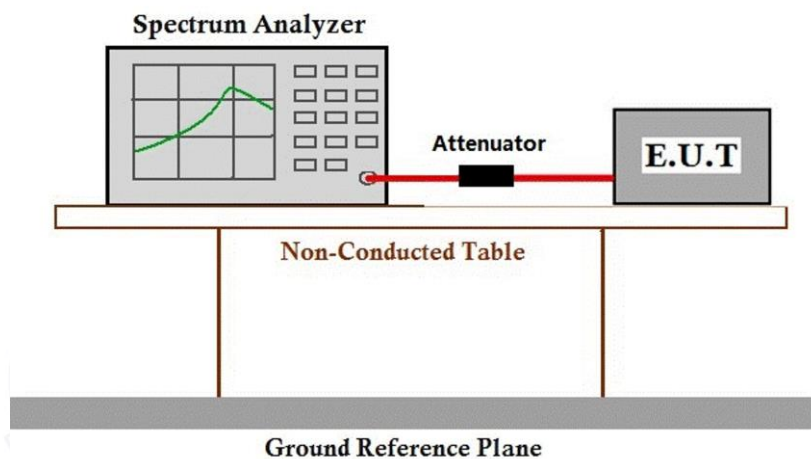 Spectrum Analyzer
Attenuator
E.U.T
Non-Conducted Table
Ground Reference Plane